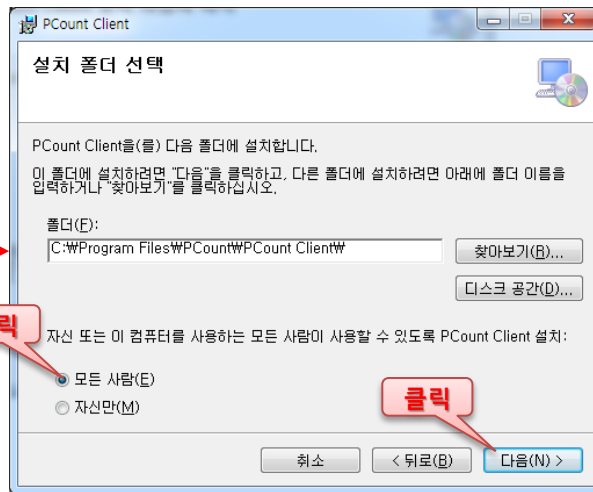 PCount Client
설치 폴더 선택
PCount Client을(를) 다음 폴더에 설치합니다.
이 폴더에 설치하려면 "다음"을 클릭하고, 다른 폴더에 설치하려면 아래에 폴더 이름을
입력하거나 "찾아보기"를 클릭하십시오.
폴더(F):
C:₩Program Files₩PCount₩PCount Client₩
찾아보기(R)...
디스크 공간(D)...
릭
자신 또는 이 컴퓨터를 사용하는 모든 사람이 사용할 수 있도록 PCount Client 설치:
모든 사람(E)
자신만(M)
클릭
취소
< 뒤로(B)
다음(N) >